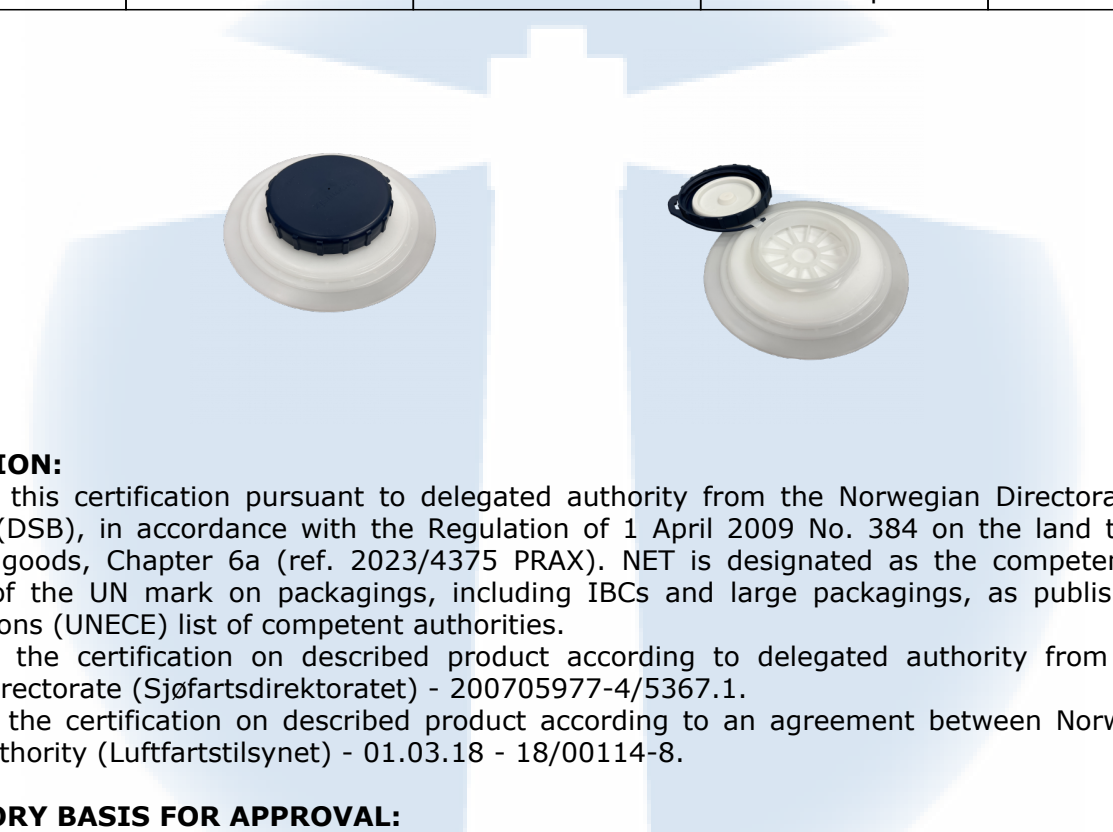 ION:
this certification pursuant to delegated authority from the Norwegian Directora
(DSB), in accordance with the Regulation of 1 April 2009 No. 384 on the land t
goods, Chapter 6a (ref. 2023/4375 PRAX). NET is designated as the competen
of the UN mark on packagings, including IBCs and large packagings, as publis
ons (UNECE) list of competent authorities.
the certification on described product according to delegated authority from
irectorate (Sjøfartsdirektoratet) - 200705977-4/5367.1.
the certification on described product according to an agreement between Norw
thority (Luftfartstilsynet) - 01.03.18 - 18/00114-8.
ORY BASIS FOR APPROVAL: